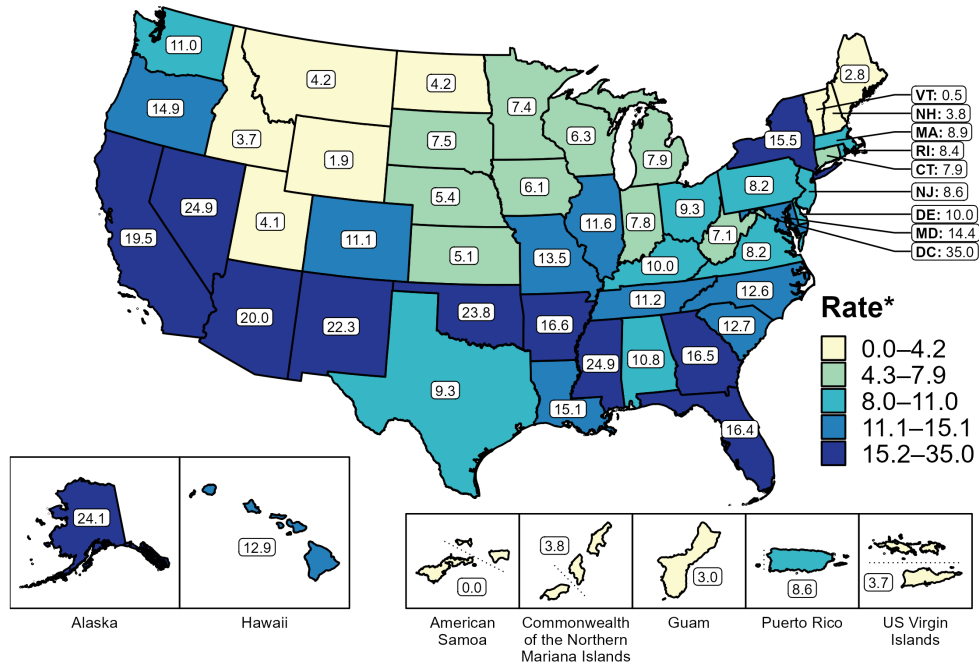 11.0
4.2
4.2
7.4
2.8
VT: 0.5
NH: 3.8
MA: 8.9
RI: 8.4
CT: 7.9
NJ: 8.6
DE: 10.0
MD: 14.4
DC: 35.0
14.9
3.7
1.9
7.5
6.3
7.9
15.5
5.4
6.1
8.2
24.9
4.1
11.1
5.1
13.5
11.6
7.8
9.3
7.1
8.2
19.5
10.0
12.6
20.0
22.3
23.8
16.6
11.2
12.7
9.3
15.1
24.9
10.8
16.5
16.4
Rate*
0.0–4.2
4.3–7.9
8.0–11.0
11.1–15.1
15.2–35.0
24.1
12.9
0.0
3.8
3.0
8.6
3.7
Alaska
Hawaii
American
Samoa
Commonwealth
of the Northern
Mariana Islands
Guam
Puerto Rico
US Virgin
Islands